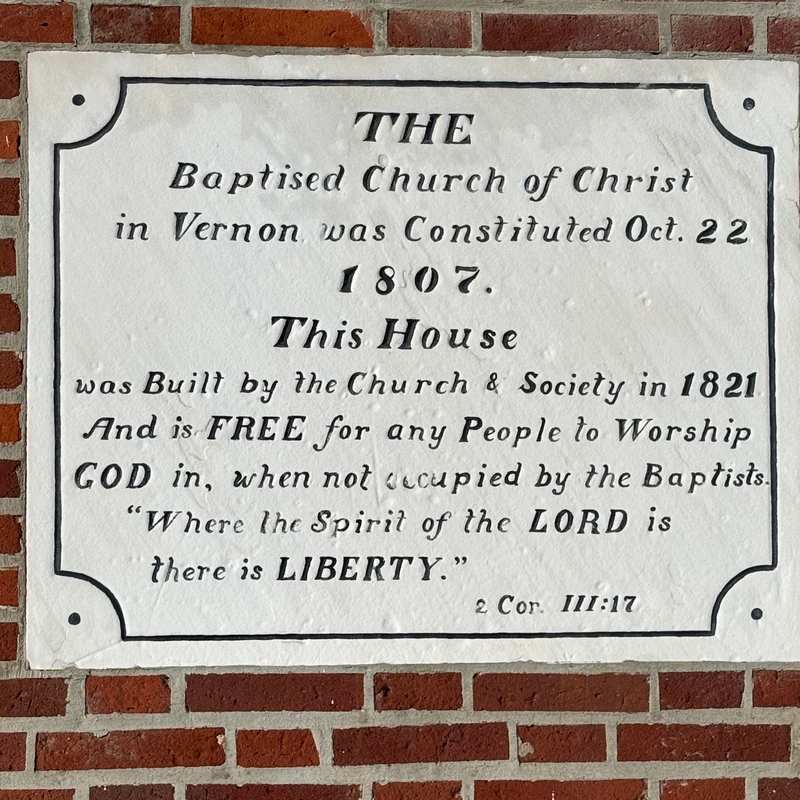 THE
Baptised Church of Christ
in Vernon was Constituted Oct. 22
1807.
This House
was Built by the Church & Society in 1821
And is FREE for any People to Worship
GOD in, when not occupied by the Baptists.
“Where the Spirit of the LORD is
there is LIBERTY.”
2 Cor. III:17